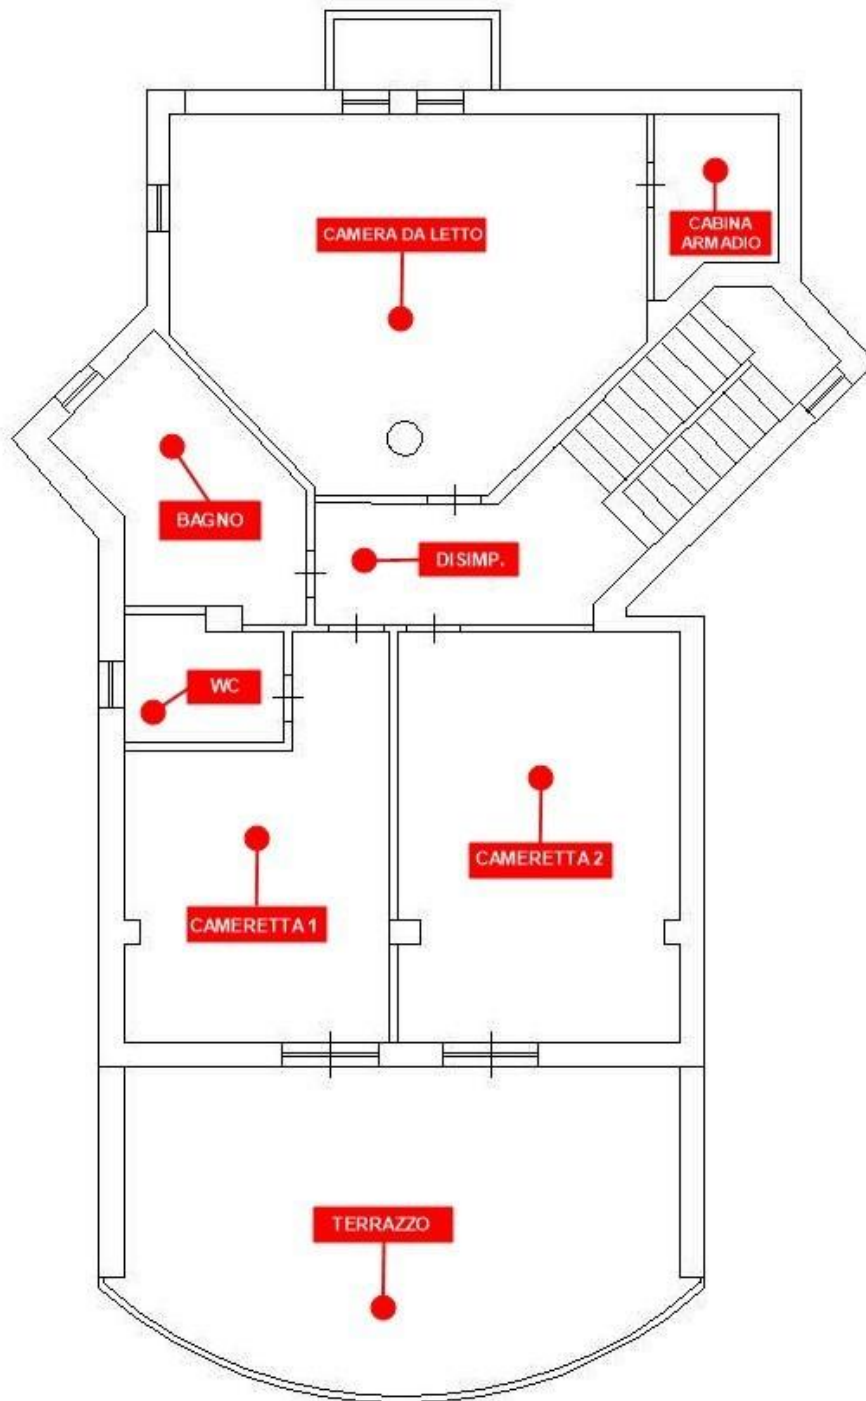 CABINA
ARMADIO
CAMERA DA LETTO
BAGNO
DISIMP.
WC
CAMERETTA 2
CAMERETTA 1
TERRAZZO